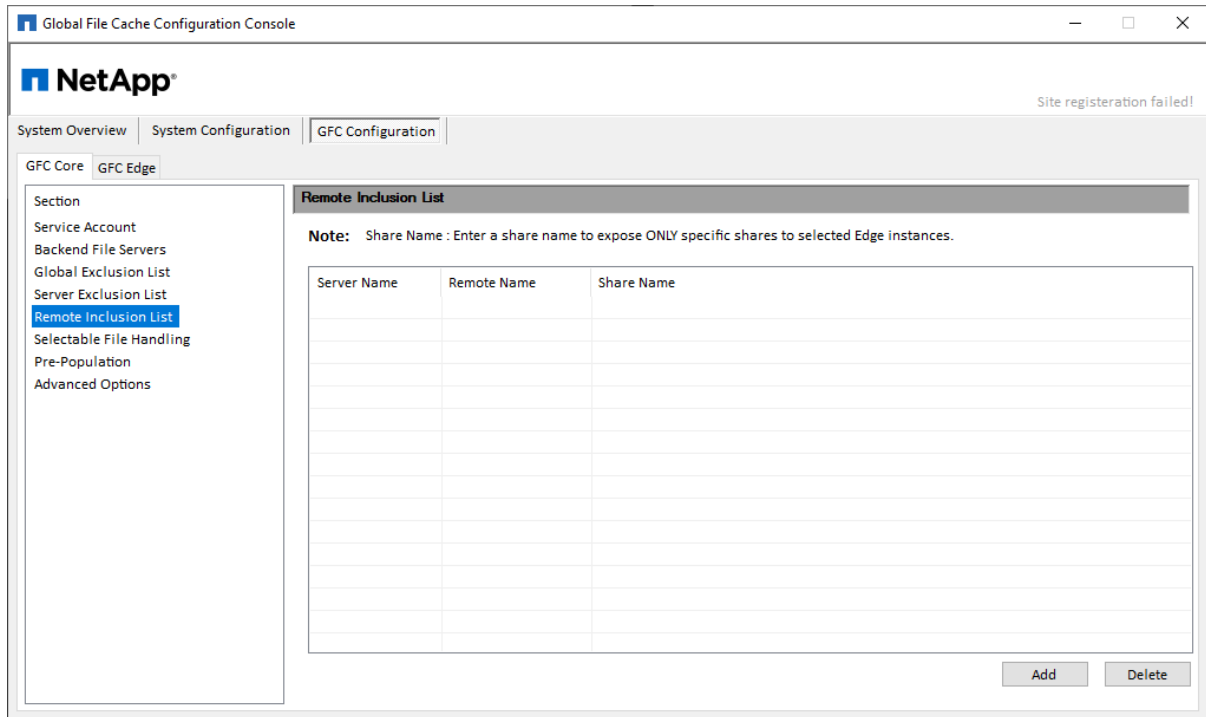 Global File Cache Configuration Console
NetApp®
Site registeration failed!
System Overview System Configuration GFC Configuration
GFC Core GFC Edge
Section
Service Account
Backend File Servers
Global Exclusion List
Server Exclusion List
Remote Inclusion List
Selectable File Handling
Pre-Population
Advanced Options
Remote Inclusion List
Note: Share Name : Enter a share name to expose ONLY specific shares to selected Edge instances.
Server Name Remote Name Share Name
Add Delete